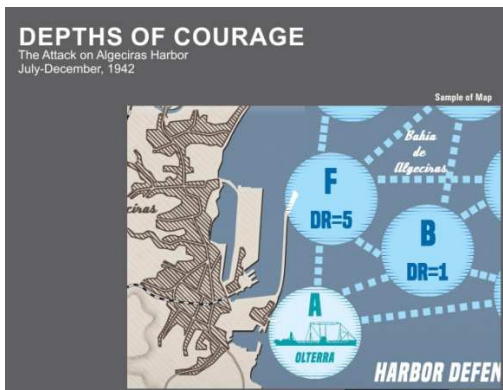 DEPTHS OF COURAGE
The Attack on Algeciras Harbor
July-December, 1942
Sample of Map
Bahia
de
Algeciras
F
DR=5
B
DR=1
A
OLTERRA
HARBOR DEFEN